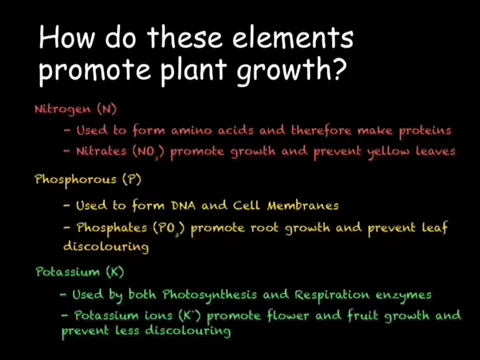 How do these elements
promote plant growth?
Nitrogen (N)
- Used to form amino acids and therefore make proteins
- Nitrates (NO₃) promote growth and prevent yellow leaves
Phosphorous (P)
- Used to form DNA and Cell Membranes
- Phosphates (PO₃) promote root growth and prevent leaf
discolouring
Potassium (K)
- Used by both Photosynthesis and Respiration enzymes
- Potassium ions (K⁺) promote flower and fruit growth and
prevent less discolouring